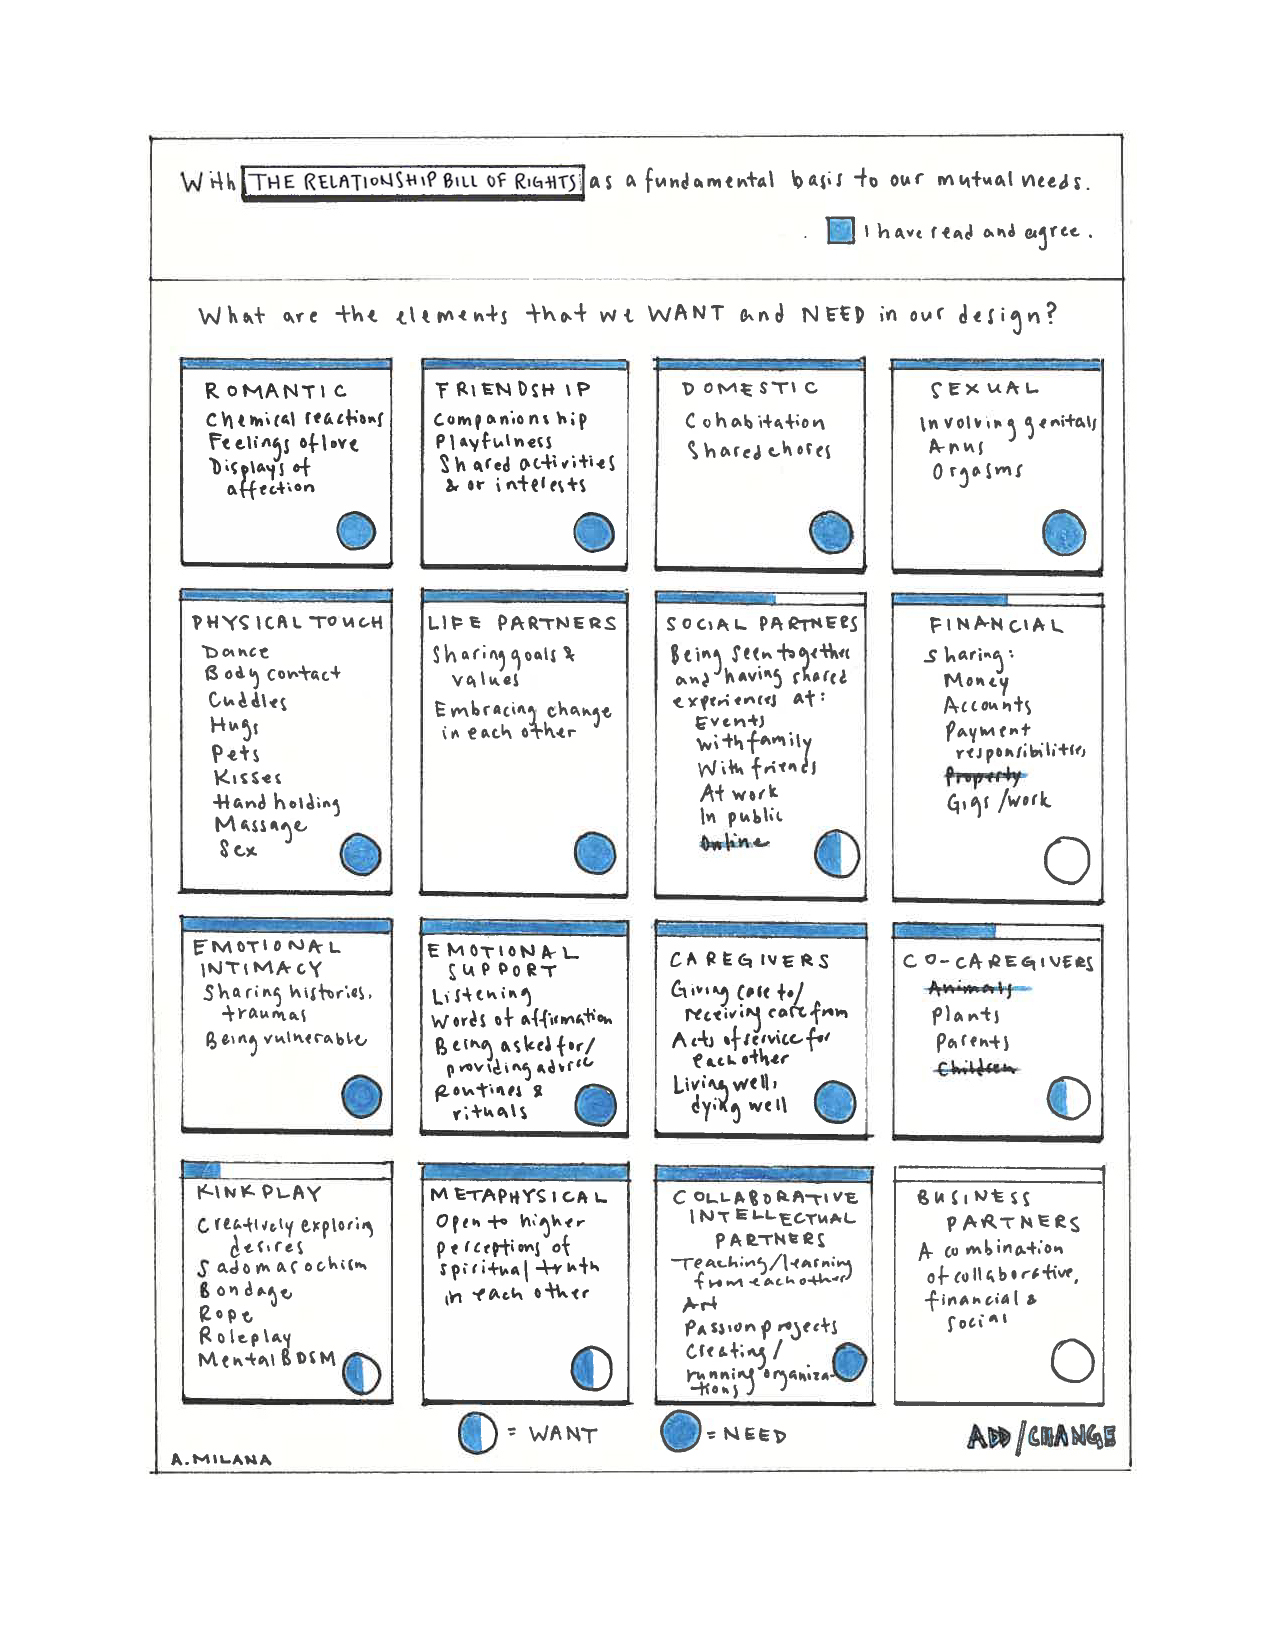 With THE RELATIONSHIP BILL OF RIGHTS as a fundamental basis to our mutual needs.
I have read and agree.
What are the elements that we WANT and NEED in our design?
ROMANTIC
Chemical reactions
Feelings of love
Displays of
affection
FRIENDSHIP
Companionship
Playfulness
Shared activities
& or interests
DOMESTIC
Cohabitation
Shared chores
SEXUAL
Involving genitals
Anus
Orgasms
PHYSICAL TOUCH
Dance
Body contact
Cuddles
Hugs
Pets
Kisses
Hand holding
Massage
Sex
LIFE PARTNERS
Sharing goals &
values
Embracing change
in each other
SOCIAL PARTNERS
Being seen together
and having shared
experiences at:
Events
with family
With friends
At work
In public
Online
FINANCIAL
Sharing:
Money
Accounts
Payment
responsibilities
Property
Gigs/work
EMOTIONAL
INTIMACY
Sharing histories,
traumas
Being vulnerable
EMOTIONAL
SUPPORT
Listening
Words of affirmation
Being asked for/
providing advice
Routines &
rituals
CAREGIVERS
Giving care to/
receiving care from
Acts of service for
each other
Living well,
dying well
CO-CAREGIVERS
Animals
Plants
Parents
Children
KINK PLAY
Creatively exploring
desires
Sadomasochism
Bondage
Rope
Roleplay
Mental BDSM
METAPHYSICAL
Open to higher
perceptions of
spiritual truth
in each other
COLLABORATIVE
INTELLECTUAL
PARTNERS
Teaching/learning
from each other
Art
Passion projects
Creating/
running organiza-
tions
BUSINESS
PARTNERS
A combination
of collaborative,
financial &
social
= WANT
= NEED
ADD/CHANGE
A.MILANA